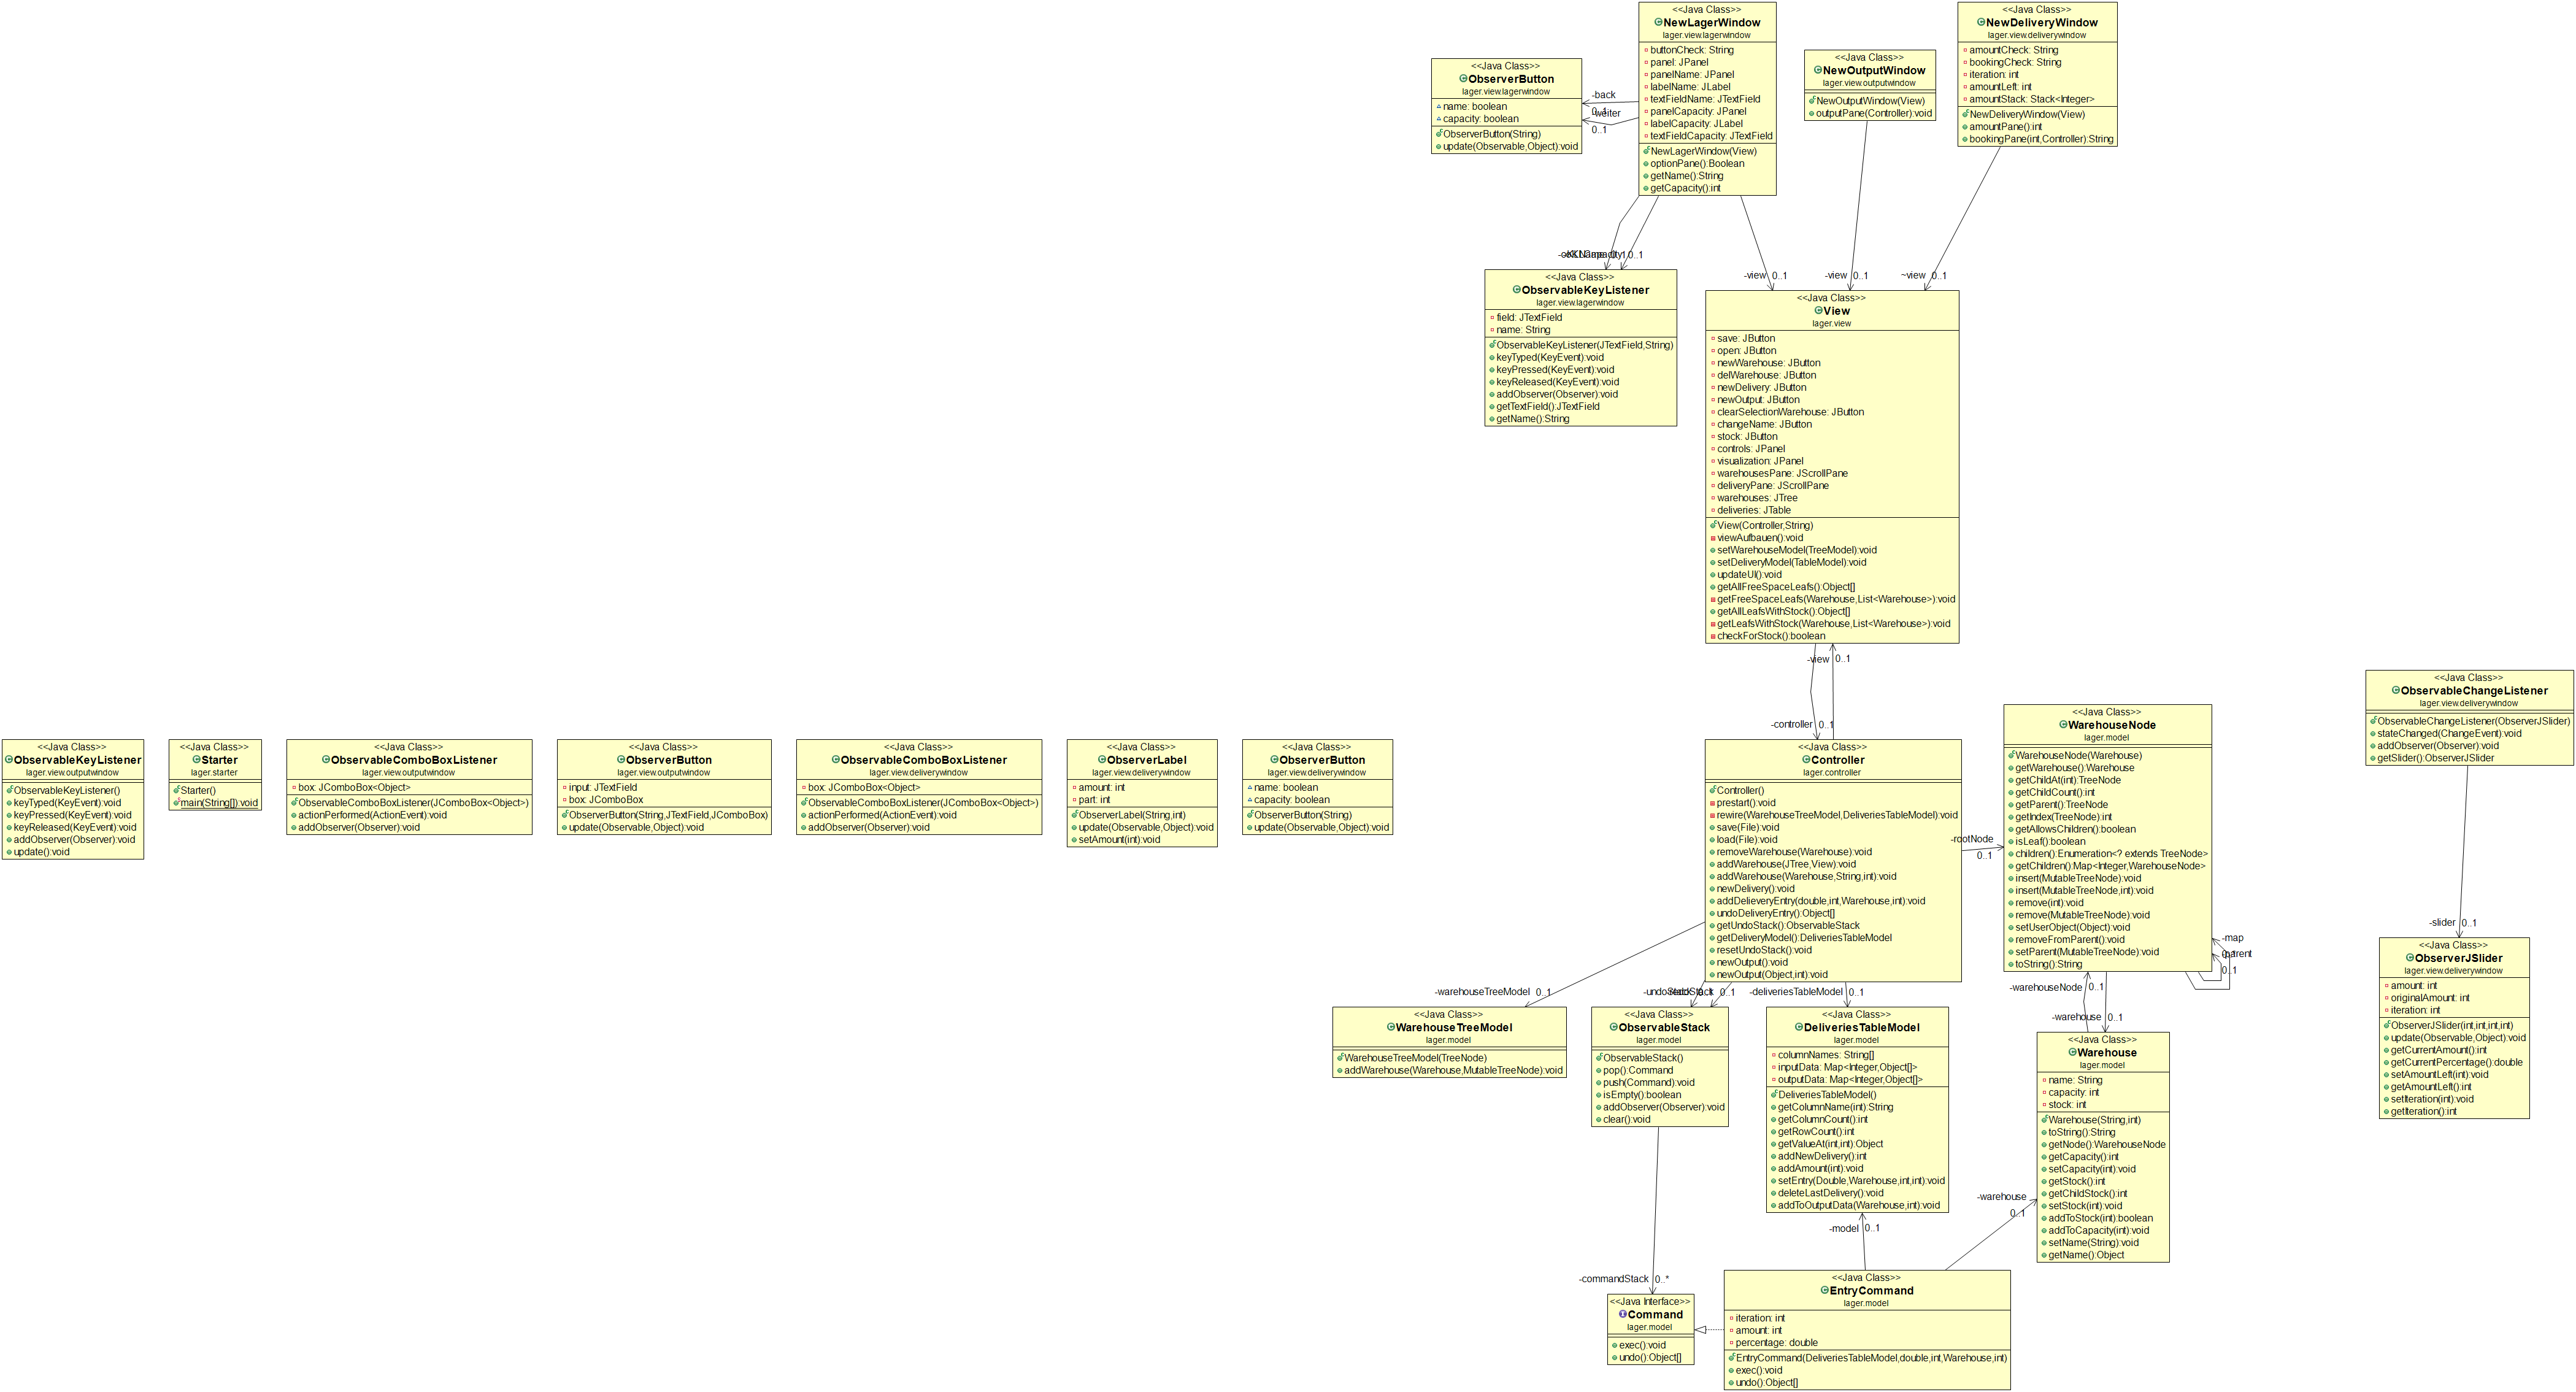 <<Java Class>>
NewLagerWindow
lager.view.lagerwindow
buttonCheck: String
panel: JPanel
panelName: JPanel
labelName: JLabel
textFieldName: JTextField
panelCapacity: JPanel
labelCapacity: JLabel
textFieldCapacity: JTextField
NewLagerWindow(View)
optionPane():Boolean
getName():String
getCapacity():int
<<Java Class>>
NewDeliveryWindow
lager.view.deliverywindow
amountCheck: String
bookingCheck: String
iteration: int
amountLeft: int
amountStack: Stack<Integer>
NewDeliveryWindow(View)
amountPane():int
bookingPane(int,Controller):String
<<Java Class>>
NewOutputWindow
lager.view.outputwindow
NewOutputWindow(View)
outputPane(Controller):void
<<Java Class>>
ObserverButton
lager.view.lagerwindow
name: boolean
capacity: boolean
ObserverButton(String)
update(Observable,Object):void
-back
0..1
0..1
0..1
<<Java Class>>
ObservableKeyListener
lager.view.lagerwindow
field: JTextField
name: String
ObservableKeyListener(JTextField,String)
keyTyped(KeyEvent):void
keyPressed(KeyEvent):void
keyReleased(KeyEvent):void
addObserver(Observer):void
getTextField():JTextField
getName():String
-view 0..1
-view 0..1
~view 0..1
<<Java Class>>
View
lager.view
save: JButton
open: JButton
newWarehouse: JButton
delWarehouse: JButton
newDelivery: JButton
newOutput: JButton
clearSelectionWarehouse: JButton
changeName: JButton
stock: JButton
controls: JPanel
visualization: JPanel
warehousesPane: JScrollPane
deliveryPane: JScrollPane
warehouses: JTree
deliveries: JTable
View(Controller,String)
viewAufbauen():void
setWarehouseModel(TreeModel):void
setDeliveryModel(TableModel):void
updateUI():void
getAllFreeSpaceLeafs():Object[]
getFreeSpaceLeafs(Warehouse,List<Warehouse>):void
getAllLeafsWithStock():Object[]
getLeafsWithStock(Warehouse,List<Warehouse>):void
checkForStock():boolean
-view 0..1
-controller 0..1
<<Java Class>>
ObservableKeyListener
lager.view.outputwindow
ObservableKeyListener()
keyTyped(KeyEvent):void
keyPressed(KeyEvent):void
keyReleased(KeyEvent):void
addObserver(Observer):void
update():void
<<Java Class>>
Starter
lager.starter
Starter()
main(String[]):void
<<Java Class>>
ObservableComboBoxListener
lager.view.outputwindow
box: JComboBox<Object>
ObservableComboBoxListener(JComboBox<Object>)
actionPerformed(ActionEvent):void
addObserver(Observer):void
<<Java Class>>
ObserverButton
lager.view.outputwindow
input: JTextField
box: JComboBox
ObserverButton(String,JTextField,JComboBox)
update(Observable,Object):void
<<Java Class>>
ObservableComboBoxListener
lager.view.deliverywindow
box: JComboBox<Object>
ObservableComboBoxListener(JComboBox<Object>)
actionPerformed(ActionEvent):void
addObserver(Observer):void
<<Java Class>>
ObserverLabel
lager.view.deliverywindow
amount: int
part: int
ObserverLabel(String,int)
update(Observable,Object):void
setAmount(int):void
<<Java Class>>
ObserverButton
lager.view.deliverywindow
name: boolean
capacity: boolean
ObserverButton(String)
update(Observable,Object):void
<<Java Class>>
Controller
lager.controller
Controller()
prestart():void
rewire(WarehouseTreeModel,DeliveriesTableModel):void
save(File):void
load(File):void
removeWarehouse(Warehouse):void
addWarehouse(JTree,View):void
addWarehouse(Warehouse,String,int):void
newDelivery():void
addDelieveryEntry(double,int,Warehouse,int):void
undoDeliveryEntry():Object[]
getUndoStack():ObservableStack
getDeliveryModel():DeliveriesTableModel
resetUndoStack():void
newOutput():void
newOutput(Object,int):void
-rootNode
0..1
<<Java Class>>
WarehouseNode
lager.model
WarehouseNode(Warehouse)
getWarehouse():Warehouse
getChildAt(int):TreeNode
getChildCount():int
getParent():TreeNode
getIndex(TreeNode):int
getAllowsChildren():boolean
isLeaf():boolean
children():Enumeration<? extends TreeNode>
getChildren():Map<Integer,WarehouseNode>
insert(MutableTreeNode):void
insert(MutableTreeNode,int):void
remove(int):void
remove(MutableTreeNode):void
setUserObject(Object):void
removeFromParent():void
setParent(MutableTreeNode):void
toString():String
-map
0..1
<<Java Class>>
ObservableChangeListener
lager.view.deliverywindow
ObservableChangeListener(ObserverJSlider)
stateChanged(ChangeEvent):void
addObserver(Observer):void
getSlider():ObserverJSlider
-slider 0..1
<<Java Class>>
ObserverJSlider
lager.view.deliverywindow
amount: int
originalAmount: int
iteration: int
ObserverJSlider(int,int,int,int)
update(Observable,Object):void
getCurrentAmount():int
getCurrentPercentage():double
setAmountLeft(int):void
getAmountLeft():int
setIteration(int):void
getIteration():int
-warehouseTreeModel 0..1
0..1
-deliveriesTableModel 0..1
-warehouseNode 0..1
-warehouse 0..1
<<Java Class>>
WarehouseTreeModel
lager.model
WarehouseTreeModel(TreeNode)
addWarehouse(Warehouse,MutableTreeNode):void
<<Java Class>>
ObservableStack
lager.model
ObservableStack()
pop():Command
push(Command):void
isEmpty():boolean
addObserver(Observer):void
clear():void
<<Java Class>>
DeliveriesTableModel
lager.model
columnNames: String[]
inputData: Map<Integer,Object[]>
outputData: Map<Integer,Object[]>
DeliveriesTableModel()
getColumnName(int):String
getColumnCount():int
getRowCount():int
getValueAt(int,int):Object
addNewDelivery():int
addAmount(int):void
setEntry(Double,Warehouse,int,int):void
deleteLastDelivery():void
addToOutputData(Warehouse,int):void
<<Java Class>>
Warehouse
lager.model
name: String
capacity: int
stock: int
Warehouse(String,int)
toString():String
getNode():WarehouseNode
getCapacity():int
setCapacity(int):void
getStock():int
getChildStock():int
setStock(int):void
addToStock(int):boolean
addToCapacity(int):void
setName(String):void
getName():Object
-model 0..1
-warehouse
0..1
-commandStack 0..*
<<Java Interface>>
Command
lager.model
exec():void
undo():Object[]
<<Java Class>>
EntryCommand
lager.model
iteration: int
amount: int
percentage: double
EntryCommand(DeliveriesTableModel,double,int,Warehouse,int)
exec():void
undo():Object[]